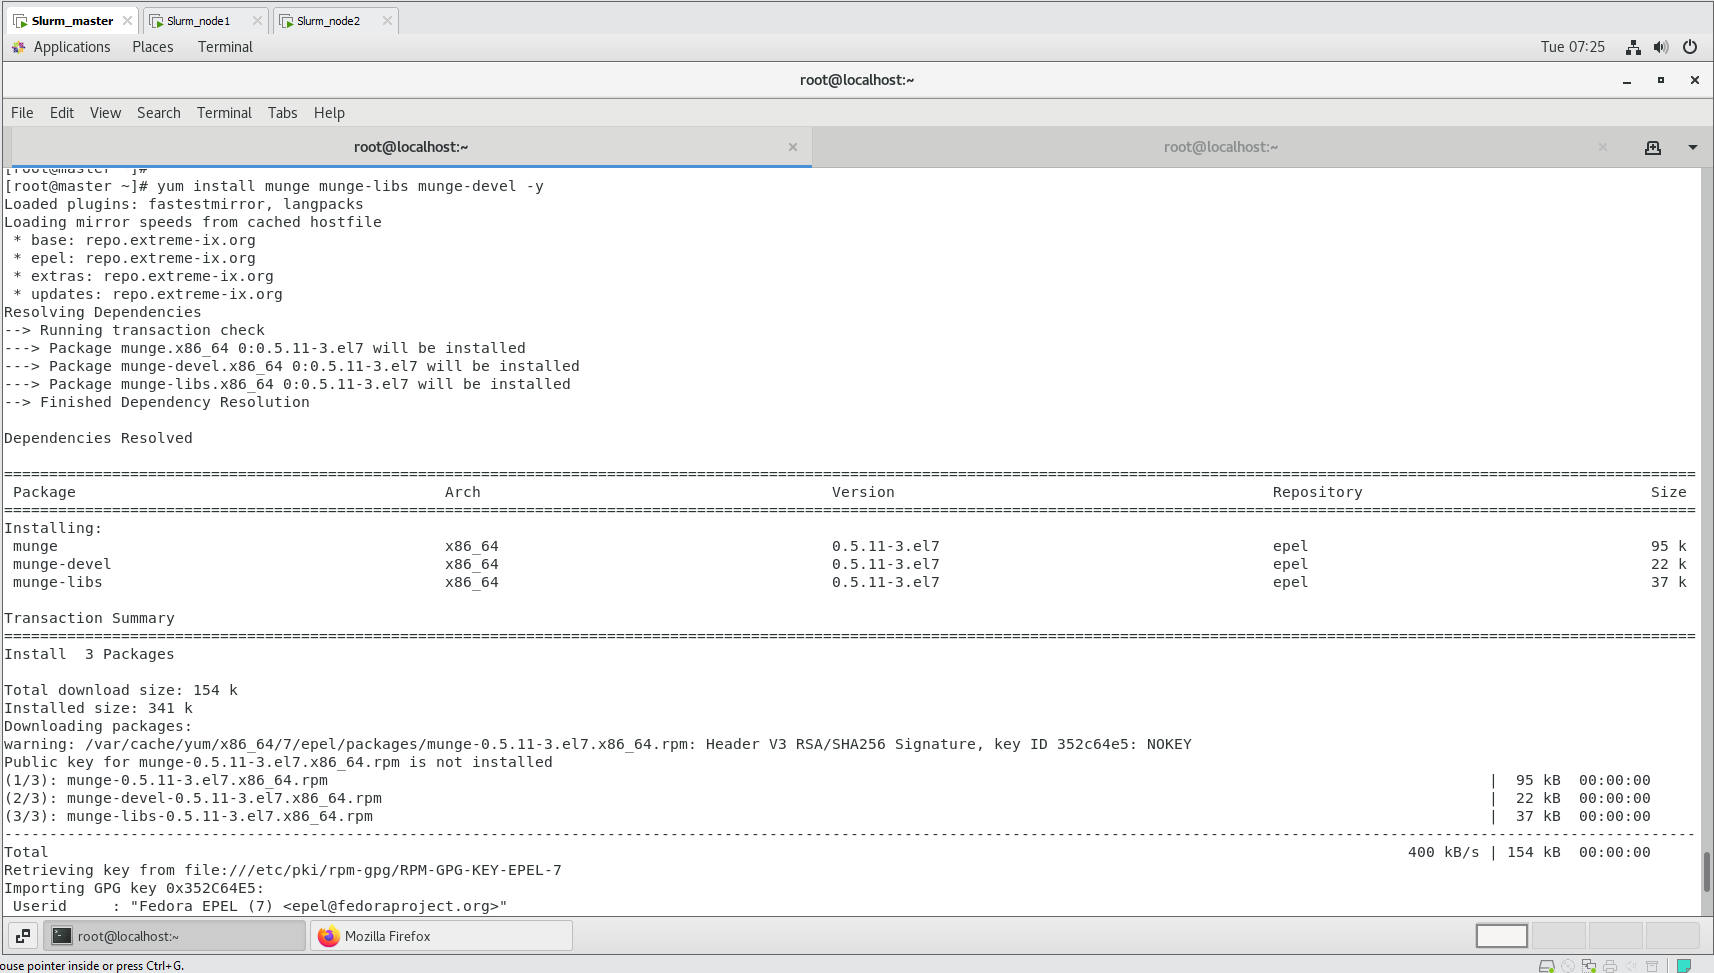 Slurm_master
Slurm_node1
Slurm_node2
Applications Places Terminal Tue 07:25
root@localhost:~
File Edit View Search Terminal Tabs Help
root@localhost:~ root@localhost:~
[root@master ~]#
[root@master ~]# yum install munge munge-libs munge-devel -y
Loaded plugins: fastestmirror, langpacks
Loading mirror speeds from cached hostfile
* base: repo.extreme-ix.org
* epel: repo.extreme-ix.org
* extras: repo.extreme-ix.org
* updates: repo.extreme-ix.org
Resolving Dependencies
--> Running transaction check
---> Package munge.x86_64 0:0.5.11-3.el7 will be installed
---> Package munge-devel.x86_64 0:0.5.11-3.el7 will be installed
---> Package munge-libs.x86_64 0:0.5.11-3.el7 will be installed
--> Finished Dependency Resolution
Dependencies Resolved
Package Arch Version Repository Size
Installing:
munge x86_64 0.5.11-3.el7 epel 95 k
munge-devel x86_64 0.5.11-3.el7 epel 22 k
munge-libs x86_64 0.5.11-3.el7 epel 37 k
Transaction Summary
Install 3 Packages
Total download size: 154 k
Installed size: 341 k
Downloading packages:
warning: /var/cache/yum/x86_64/7/epel/packages/munge-0.5.11-3.el7.x86_64.rpm: Header V3 RSA/SHA256 Signature, key ID 352c64e5: NOKEY
Public key for munge-0.5.11-3.el7.x86_64.rpm is not installed
(1/3): munge-0.5.11-3.el7.x86_64.rpm | 95 kB 00:00:00
(2/3): munge-devel-0.5.11-3.el7.x86_64.rpm | 22 kB 00:00:00
(3/3): munge-libs-0.5.11-3.el7.x86_64.rpm | 37 kB 00:00:00
Total 400 kB/s | 154 kB 00:00:00
Retrieving key from file:///etc/pki/rpm-gpg/RPM-GPG-KEY-EPEL-7
Importing GPG key 0x352C64E5:
Userid : "Fedora EPEL (7) <epel@fedoraproject.org>"
root@localhost:~ Mozilla Firefox
ouse pointer inside or press Ctrl+G.